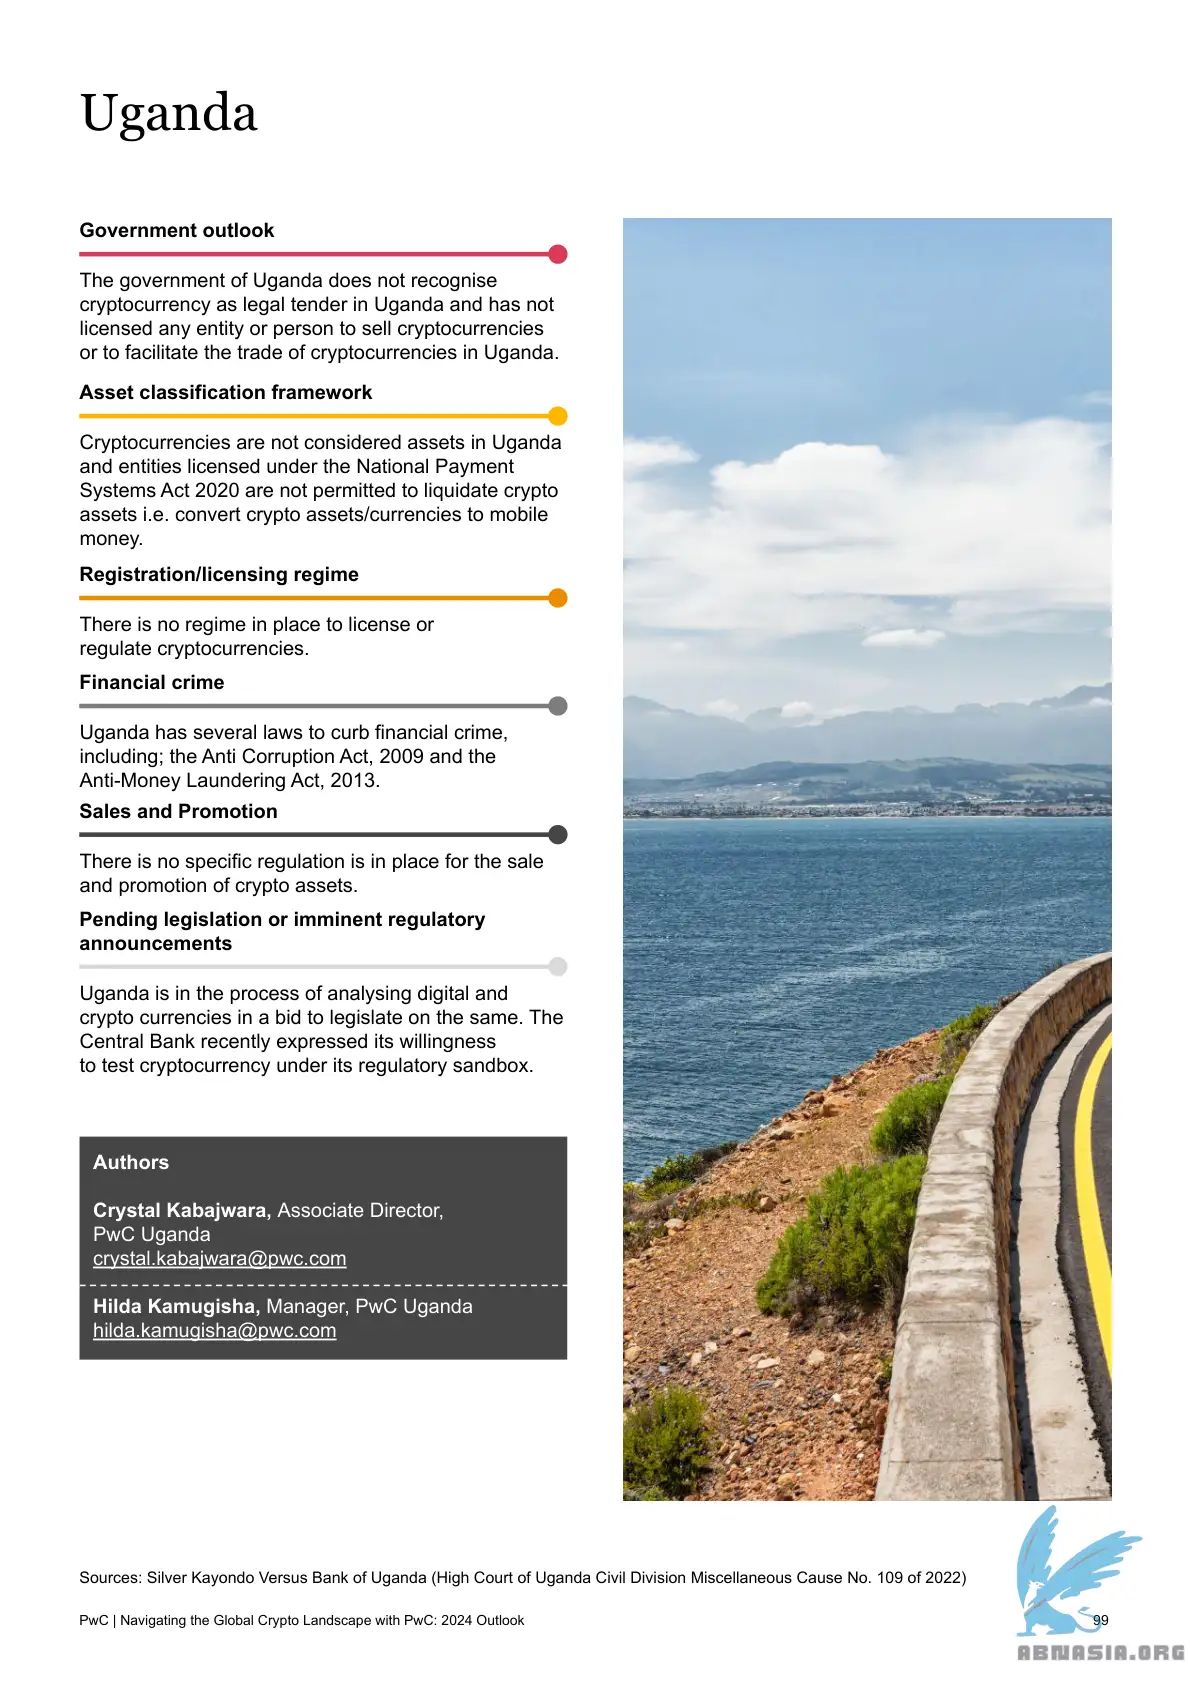 Uganda
Government outlook
The government of Uganda does not recognise
cryptocurrency as legal tender in Uganda and has not
licensed any entity or person to sell cryptocurrencies
or to facilitate the trade of cryptocurrencies in Uganda.
Asset classification framework
Cryptocurrencies are not considered assets in Uganda
and entities licensed under the National Payment
Systems Act 2020 are not permitted to liquidate crypto
assets i.e. convert crypto assets/currencies to mobile
money.
Registration/licensing regime
There is no regime in place to license or
regulate cryptocurrencies.
Financial crime
Uganda has several laws to curb financial crime,
including; the Anti Corruption Act, 2009 and the
Anti-Money Laundering Act, 2013.
Sales and Promotion
There is no specific regulation is in place for the sale
and promotion of crypto assets.
Pending legislation or imminent regulatory
announcements
Uganda is in the process of analysing digital and
crypto currencies in a bid to legislate on the same. The
Central Bank recently expressed its willingness
to test cryptocurrency under its regulatory sandbox.
Authors
Crystal Kabajwara, Associate Director,
PwC Uganda
crystal.kabajwara@pwc.com
Hilda Kamugisha, Manager, PwC Uganda
hilda.kamugisha@pwc.com
Sources: Silver Kayondo Versus Bank of Uganda (High Court of Uganda Civil Division Miscellaneous Cause No. 109 of 2022)
PwC | Navigating the Global Crypto Landscape with PwC: 2024 Outlook
99
ABNASIA.ORG